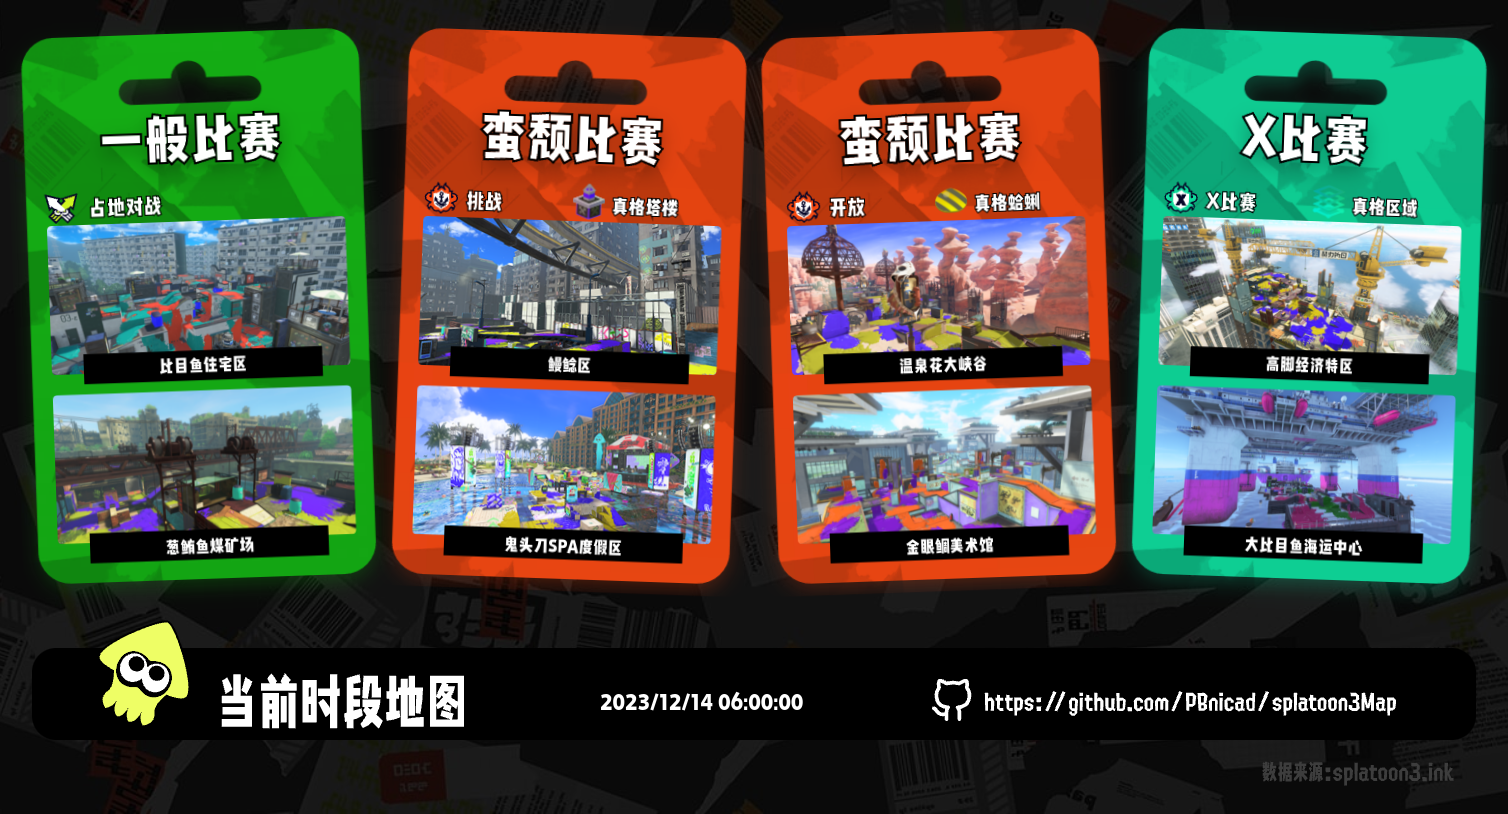 一般比赛
占地对战
比目鱼住宅区
葱鲔鱼煤矿场
蛮颓比赛
挑战
真格塔楼
鳗鲶区
鬼头刀SPA度假区
蛮颓比赛
开放
真格蛤蜊
温泉花大峡谷
金眼鲷美术馆
X比赛
X比赛
真格区域
高脚经济特区
大比目鱼海运中心
当前时段地图
2023/12/14 06:00:00
https://github.com/PBnicad/splatoon3Map
数据来源:splatoon3.ink